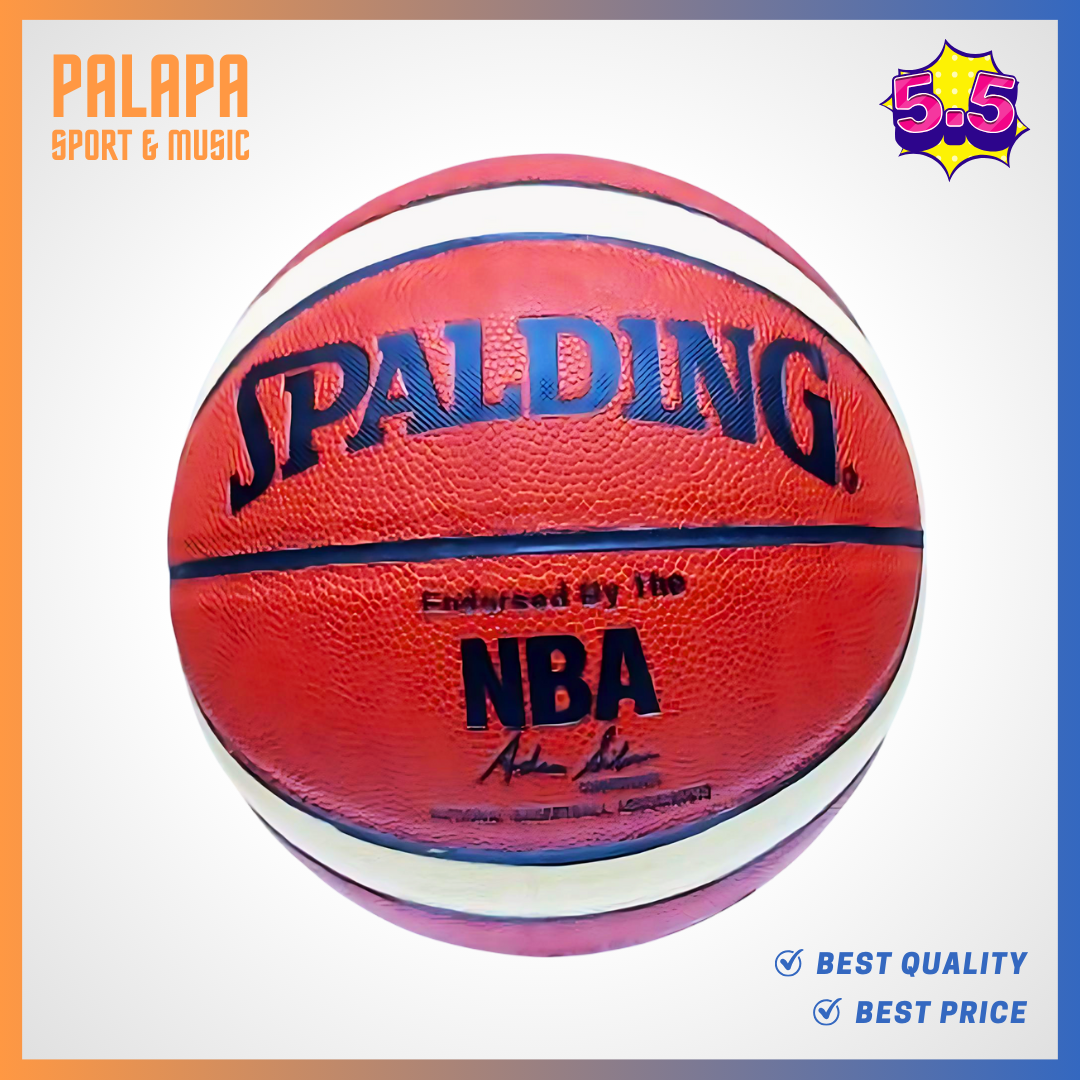 PALAPA
SPORT & MUSIC
5.5
SPALDING
Endorsed By The
NBA
BEST QUALITY
BEST PRICE